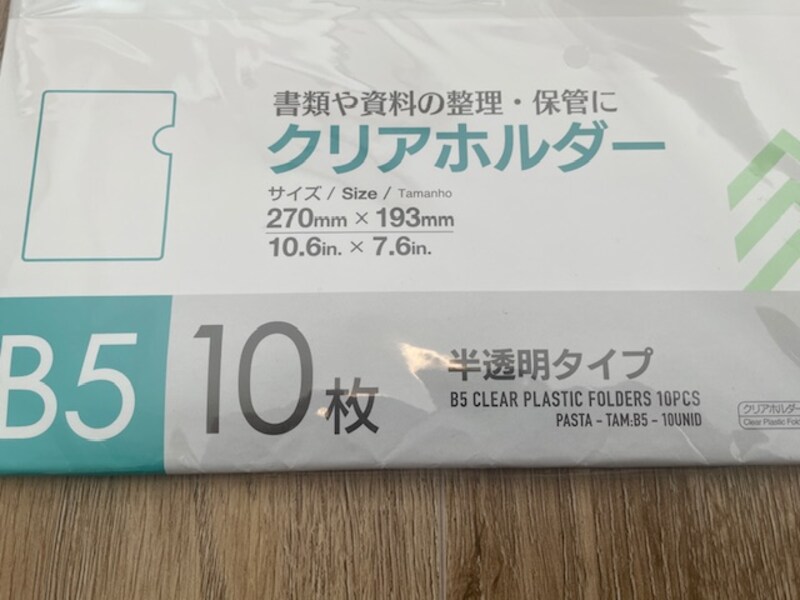 書類や資料の整理・保管に
クリアホルダー
サイズ / Size / Tamanho
270mm × 193mm
10.6in. × 7.6in.
B5
10枚
半透明タイプ
B5 CLEAR PLASTIC FOLDERS 10PCS
PASTA - TAM:B5 - 10UNID
クリアホルダー
Clear Plastic